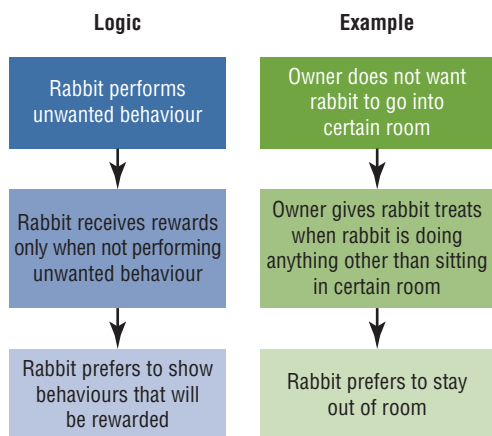 Logic
Rabbit performs
unwanted behaviour
Rabbit receives rewards
only when not performing
unwanted behaviour
Rabbit prefers to show
behaviours that will
be rewarded
Example
Owner does not want
rabbit to go into
certain room
Owner gives rabbit treats
when rabbit is doing
anything other than sitting
in certain room
Rabbit prefers to stay
out of room